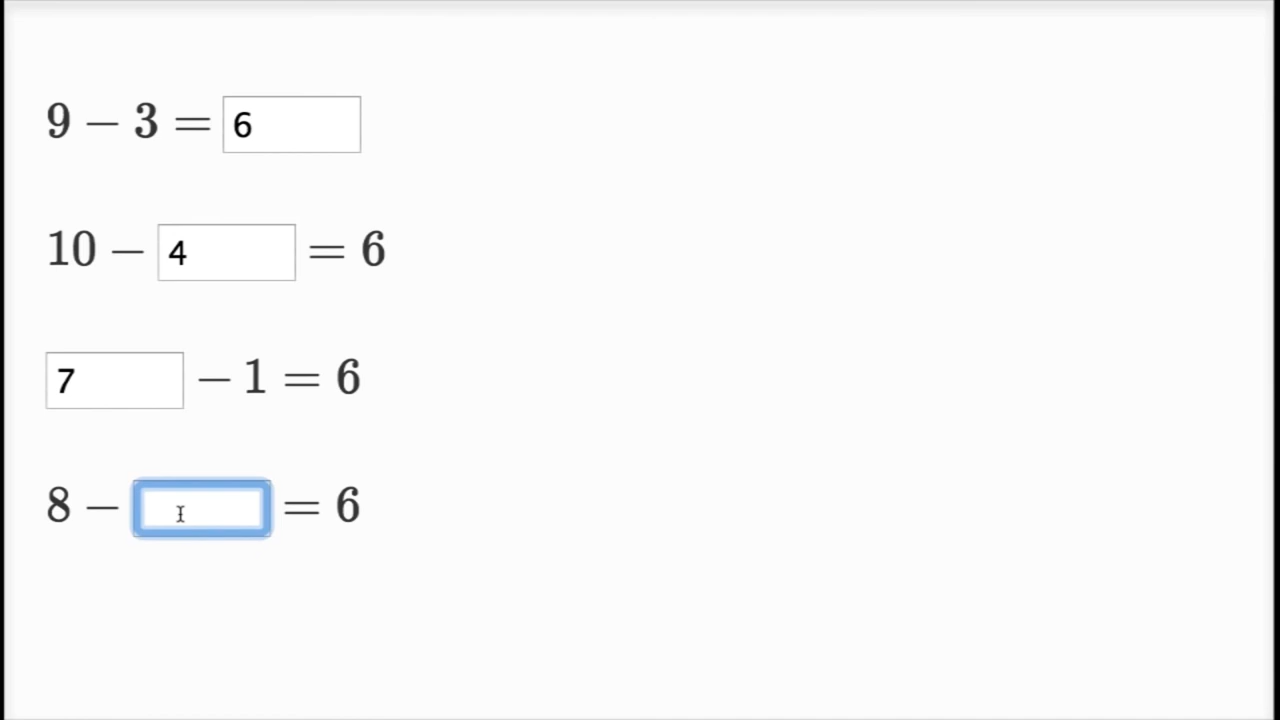 9 − 3 = 6
10 − 4 = 6
7 − 1 = 6
8 − = 6